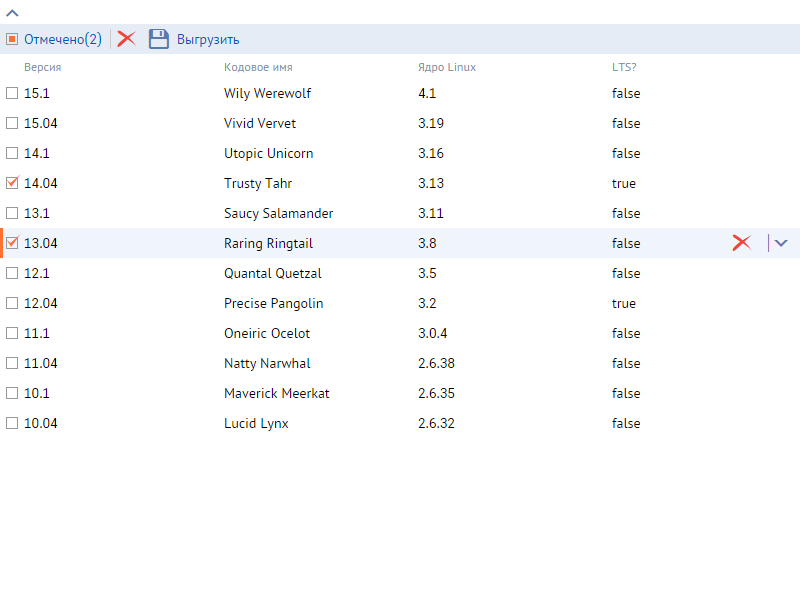 Отмечено(2) Выгрузить
Версия Кодовое имя Ядро Linux LTS?
15.1 Wily Werewolf 4.1 false
15.04 Vivid Vervet 3.19 false
14.1 Utopic Unicorn 3.16 false
14.04 Trusty Tahr 3.13 true
13.1 Saucy Salamander 3.11 false
13.04 Raring Ringtail 3.8 false
12.1 Quantal Quetzal 3.5 false
12.04 Precise Pangolin 3.2 true
11.1 Oneiric Ocelot 3.0.4 false
11.04 Natty Narwhal 2.6.38 false
10.1 Maverick Meerkat 2.6.35 false
10.04 Lucid Lynx 2.6.32 false